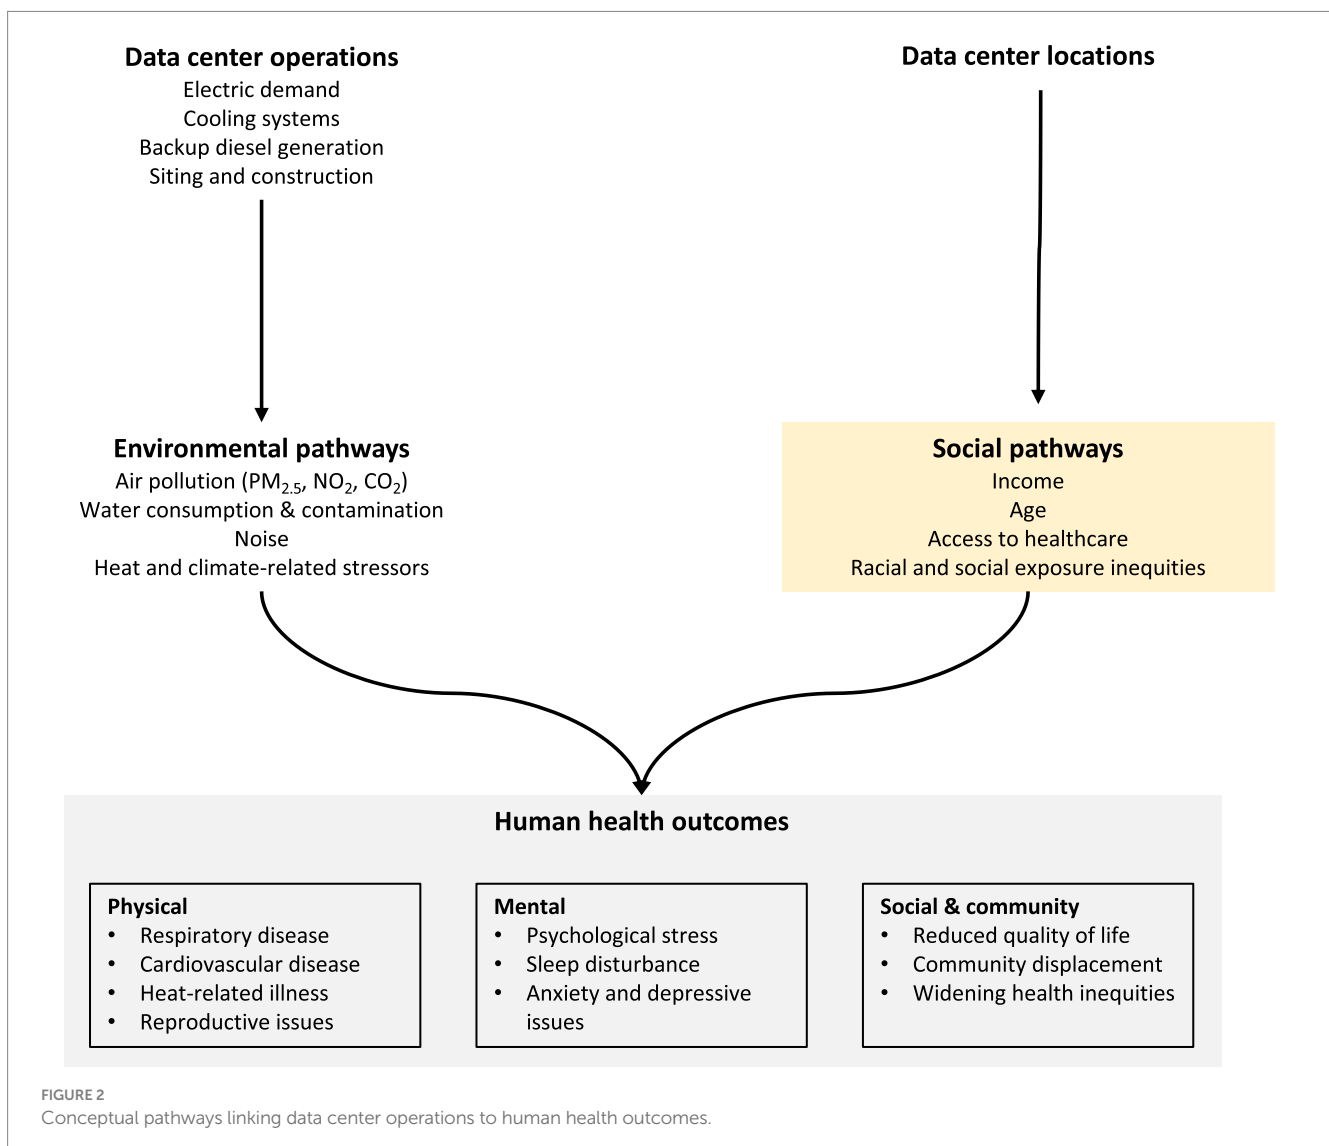 Data center operations
Electric demand
Cooling systems
Backup diesel generation
Siting and construction
Data center locations
Environmental pathways
Air pollution (PM₂.₅, NO₂, CO₂)
Water consumption & contamination
Noise
Heat and climate-related stressors
Social pathways
Income
Age
Access to healthcare
Racial and social exposure inequities
Human health outcomes
Physical
• Respiratory disease
• Cardiovascular disease
• Heat-related illness
• Reproductive issues
Mental
• Psychological stress
• Sleep disturbance
• Anxiety and depressive
issues
Social & community
• Reduced quality of life
• Community displacement
• Widening health inequities
FIGURE 2
Conceptual pathways linking data center operations to human health outcomes.